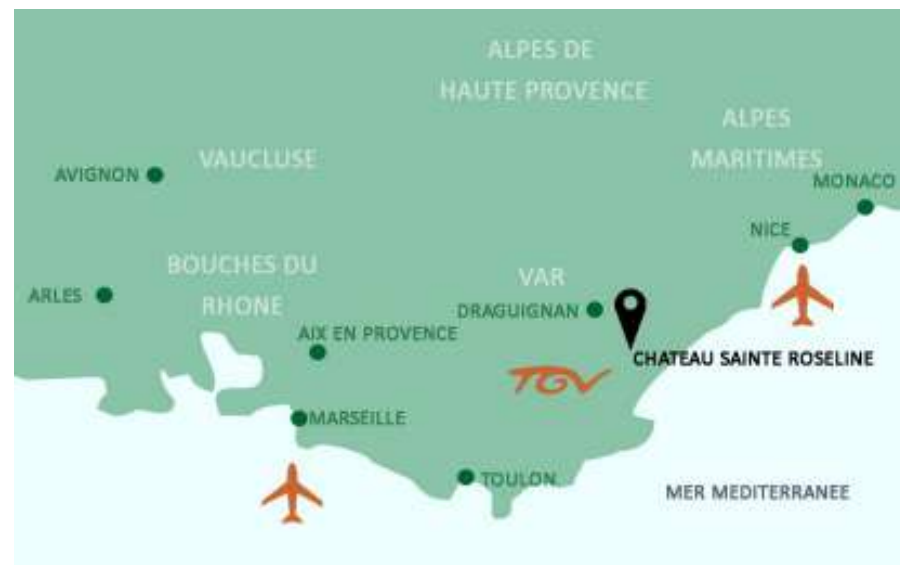 ALPES DE
HAUTE PROVENCE
ALPES
MARITIMES
VAUCLUSE
AVIGNON
MONACO
NICE
BOUCHES DU
RHONE
VAR
ARLES
DRAGUIGNAN
AIX EN PROVENCE
CHATEAU SAINTE ROSELINE
TGV
MARSEILLE
TOULON
MER MEDITERRANEE